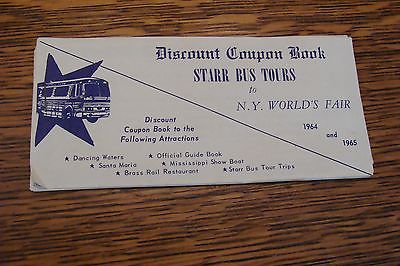 Discount Coupon Book
STARR BUS TOURS
to
N.Y. WORLD'S FAIR
1964 and 1965
Discount
Coupon Book to the
Following Attractions
★ Dancing Waters ★ Official Guide Book
★ Santa Maria ★ Mississippi Show Boat
★ Brass Rail Restaurant ★ Starr Bus Tour Trips